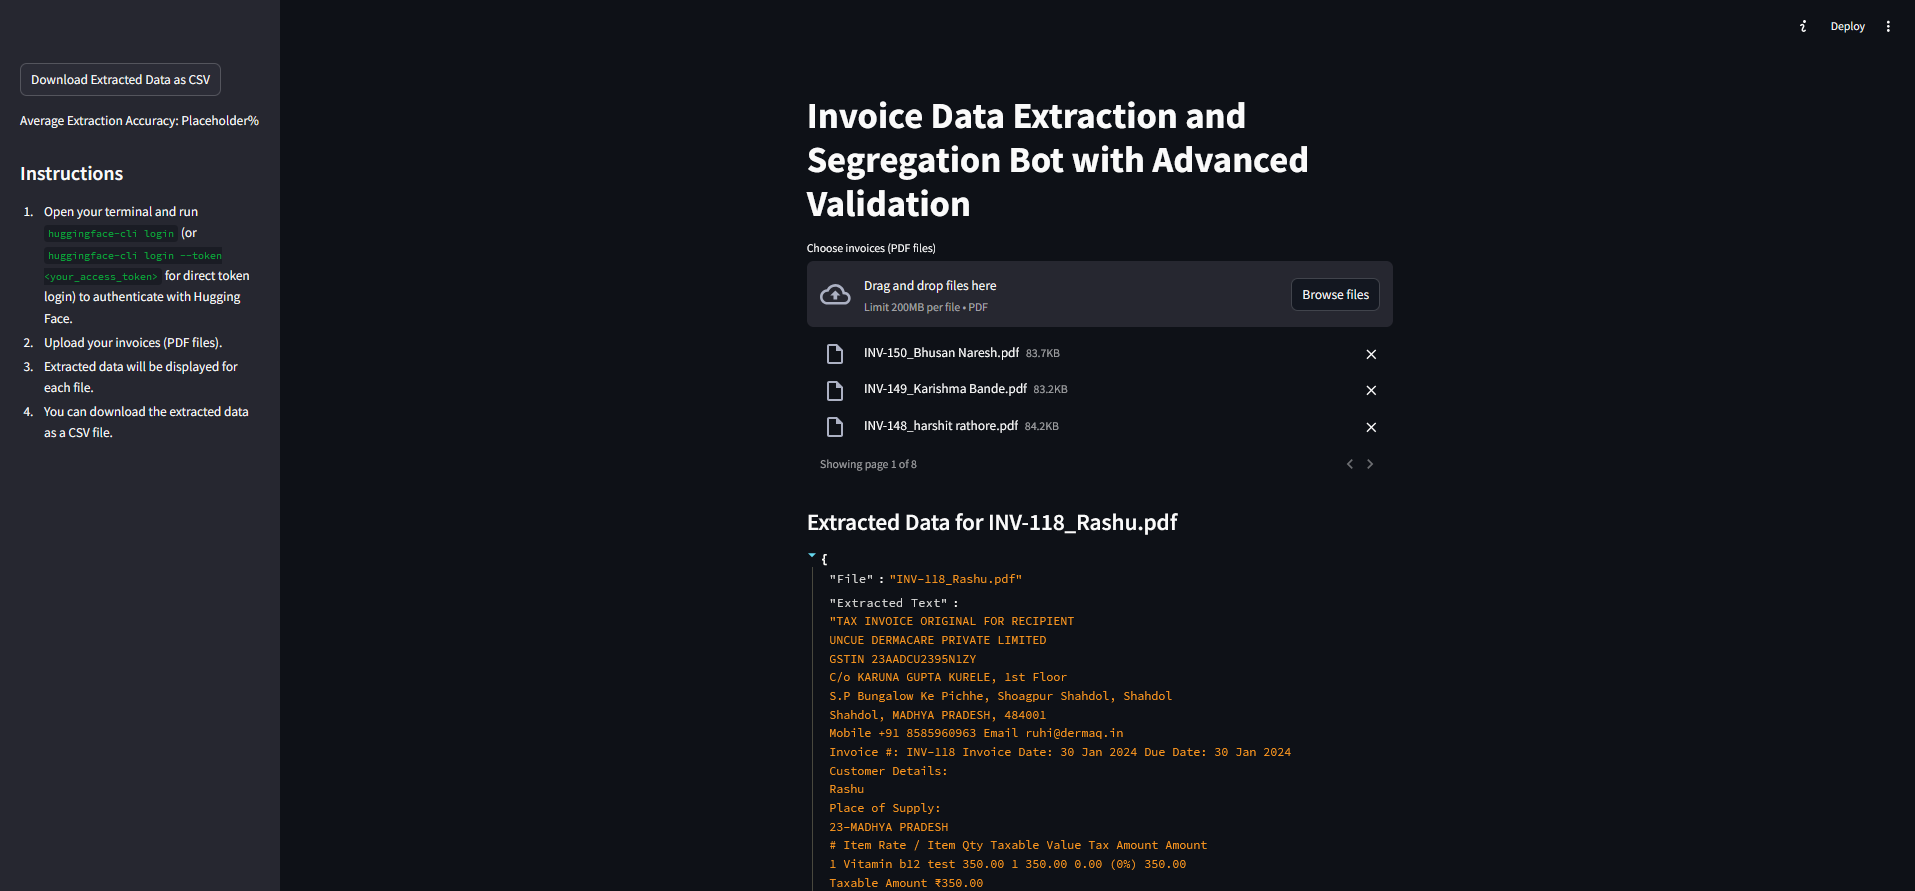 Deploy
Download Extracted Data as CSV
Average Extraction Accuracy: Placeholder%
Instructions
1. Open your terminal and run
huggingface-cli login (or
huggingface-cli login --token
<your_access_token> for direct token
login) to authenticate with Hugging
Face.
2. Upload your invoices (PDF files).
3. Extracted data will be displayed for
each file.
4. You can download the extracted data
as a CSV file.
Invoice Data Extraction and
Segregation Bot with Advanced
Validation
Choose invoices (PDF files)
Drag and drop files here
Limit 200MB per file • PDF
Browse files
INV-150_Bhusan Naresh.pdf 83.7KB
INV-149_Karishma Bande.pdf 83.2KB
INV-148_harshit rathore.pdf 84.2KB
Showing page 1 of 8
Extracted Data for INV-118_Rashu.pdf
{
"File" : "INV-118_Rashu.pdf"
"Extracted Text" :
"TAX INVOICE ORIGINAL FOR RECIPIENT
UNCUE DERMACARE PRIVATE LIMITED
GSTIN 23AADCU2395N1ZY
C/o KARUNA GUPTA KURELE, 1st Floor
S.P Bungalow Ke Pichhe, Shoagpur Shahdol, Shahdol
Shahdol, MADHYA PRADESH, 484001
Mobile +91 8585960963 Email ruhi@dermaq.in
Invoice #: INV-118 Invoice Date: 30 Jan 2024 Due Date: 30 Jan 2024
Customer Details:
Rashu
Place of Supply:
23-MADHYA PRADESH
# Item Rate / Item Qty Taxable Value Tax Amount Amount
1 Vitamin b12 test 350.00 1 350.00 0.00 (0%) 350.00
Taxable Amount ₹350.00